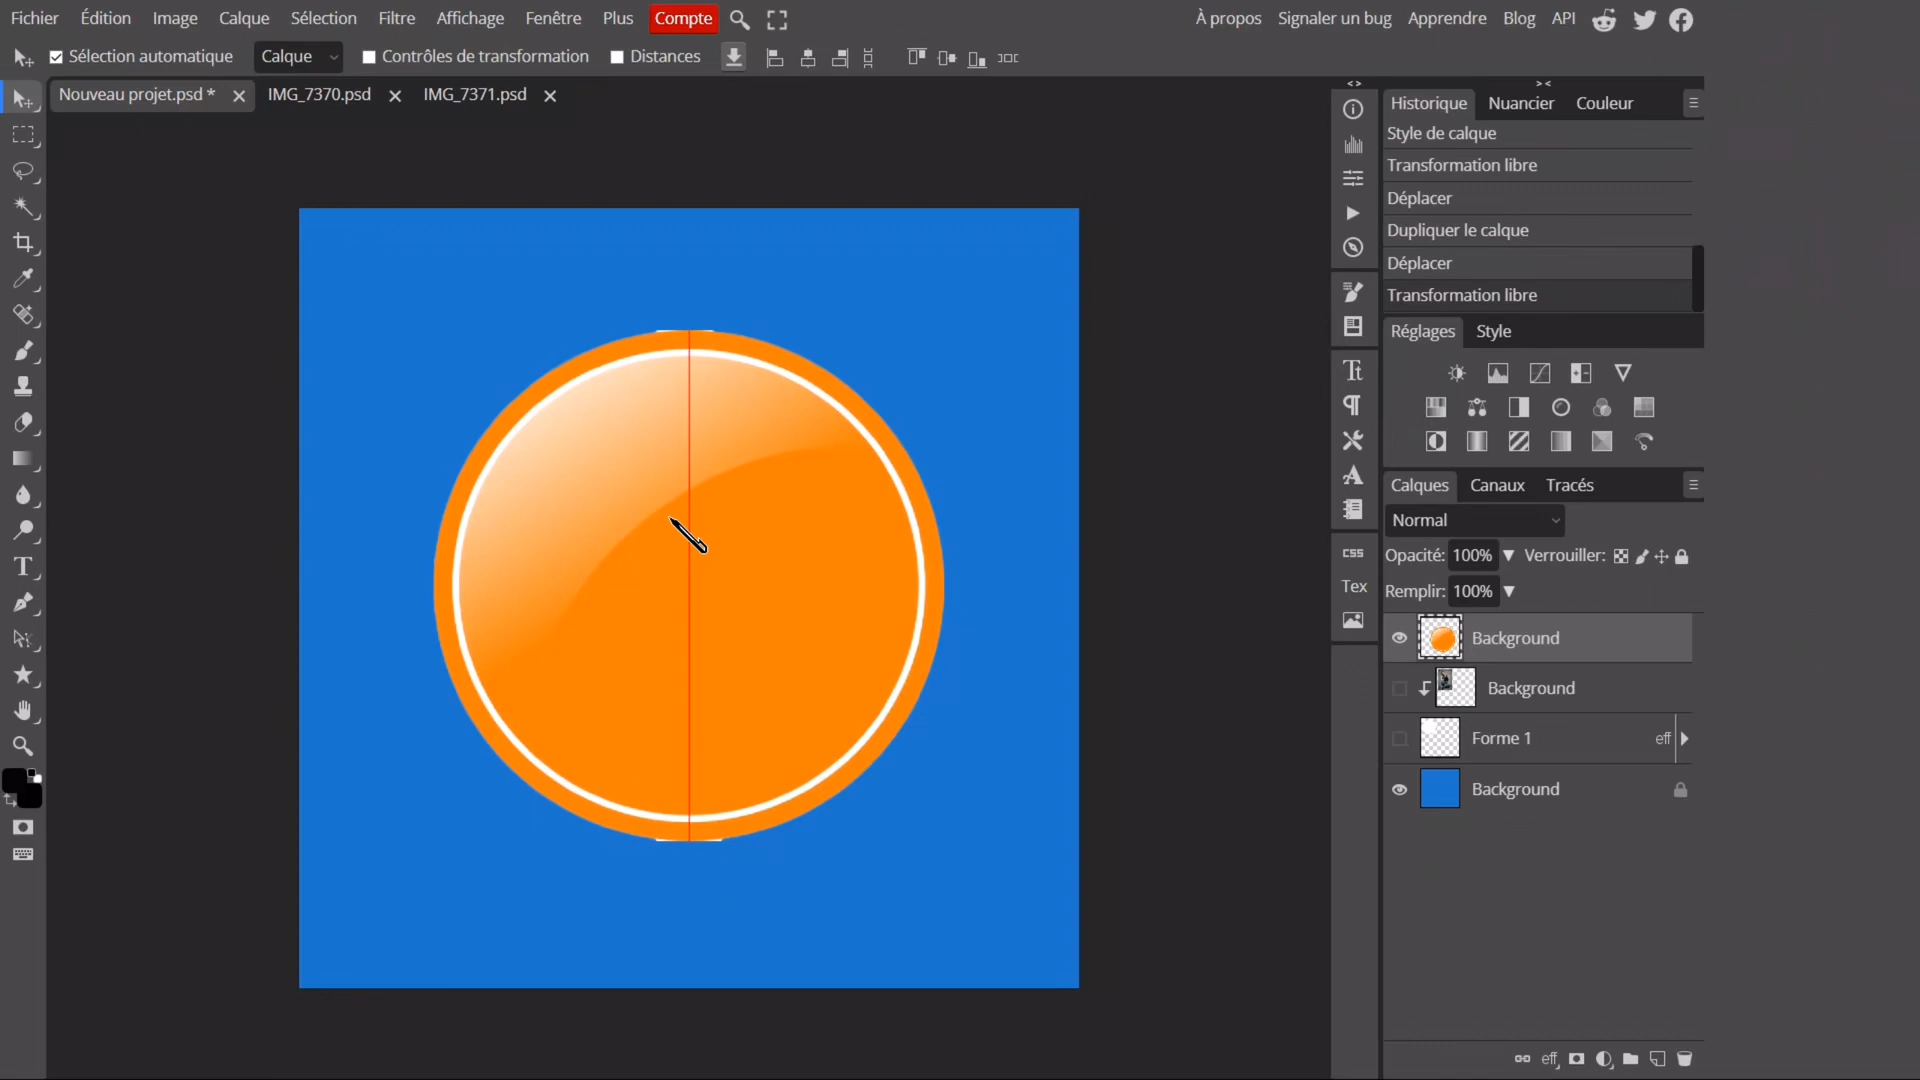 Fichier Édition Image Calque Sélection Filtre Affichage Fenêtre Plus Compte À propos Signaler un bug Apprendre Blog API
Sélection automatique Calque Contrôles de transformation Distances
Nouveau projet.psd * IMG_7370.psd IMG_7371.psd
Historique Nuancier Couleur
Style de calque
Transformation libre
Déplacer
Dupliquer le calque
Déplacer
Transformation libre
Réglages Style
Calques Canaux Tracés
Normal
Opacité: 100% Verrouiller:
Remplir: 100%
CSS
Tex
Background
Background
Forme 1 eff
Background
eff